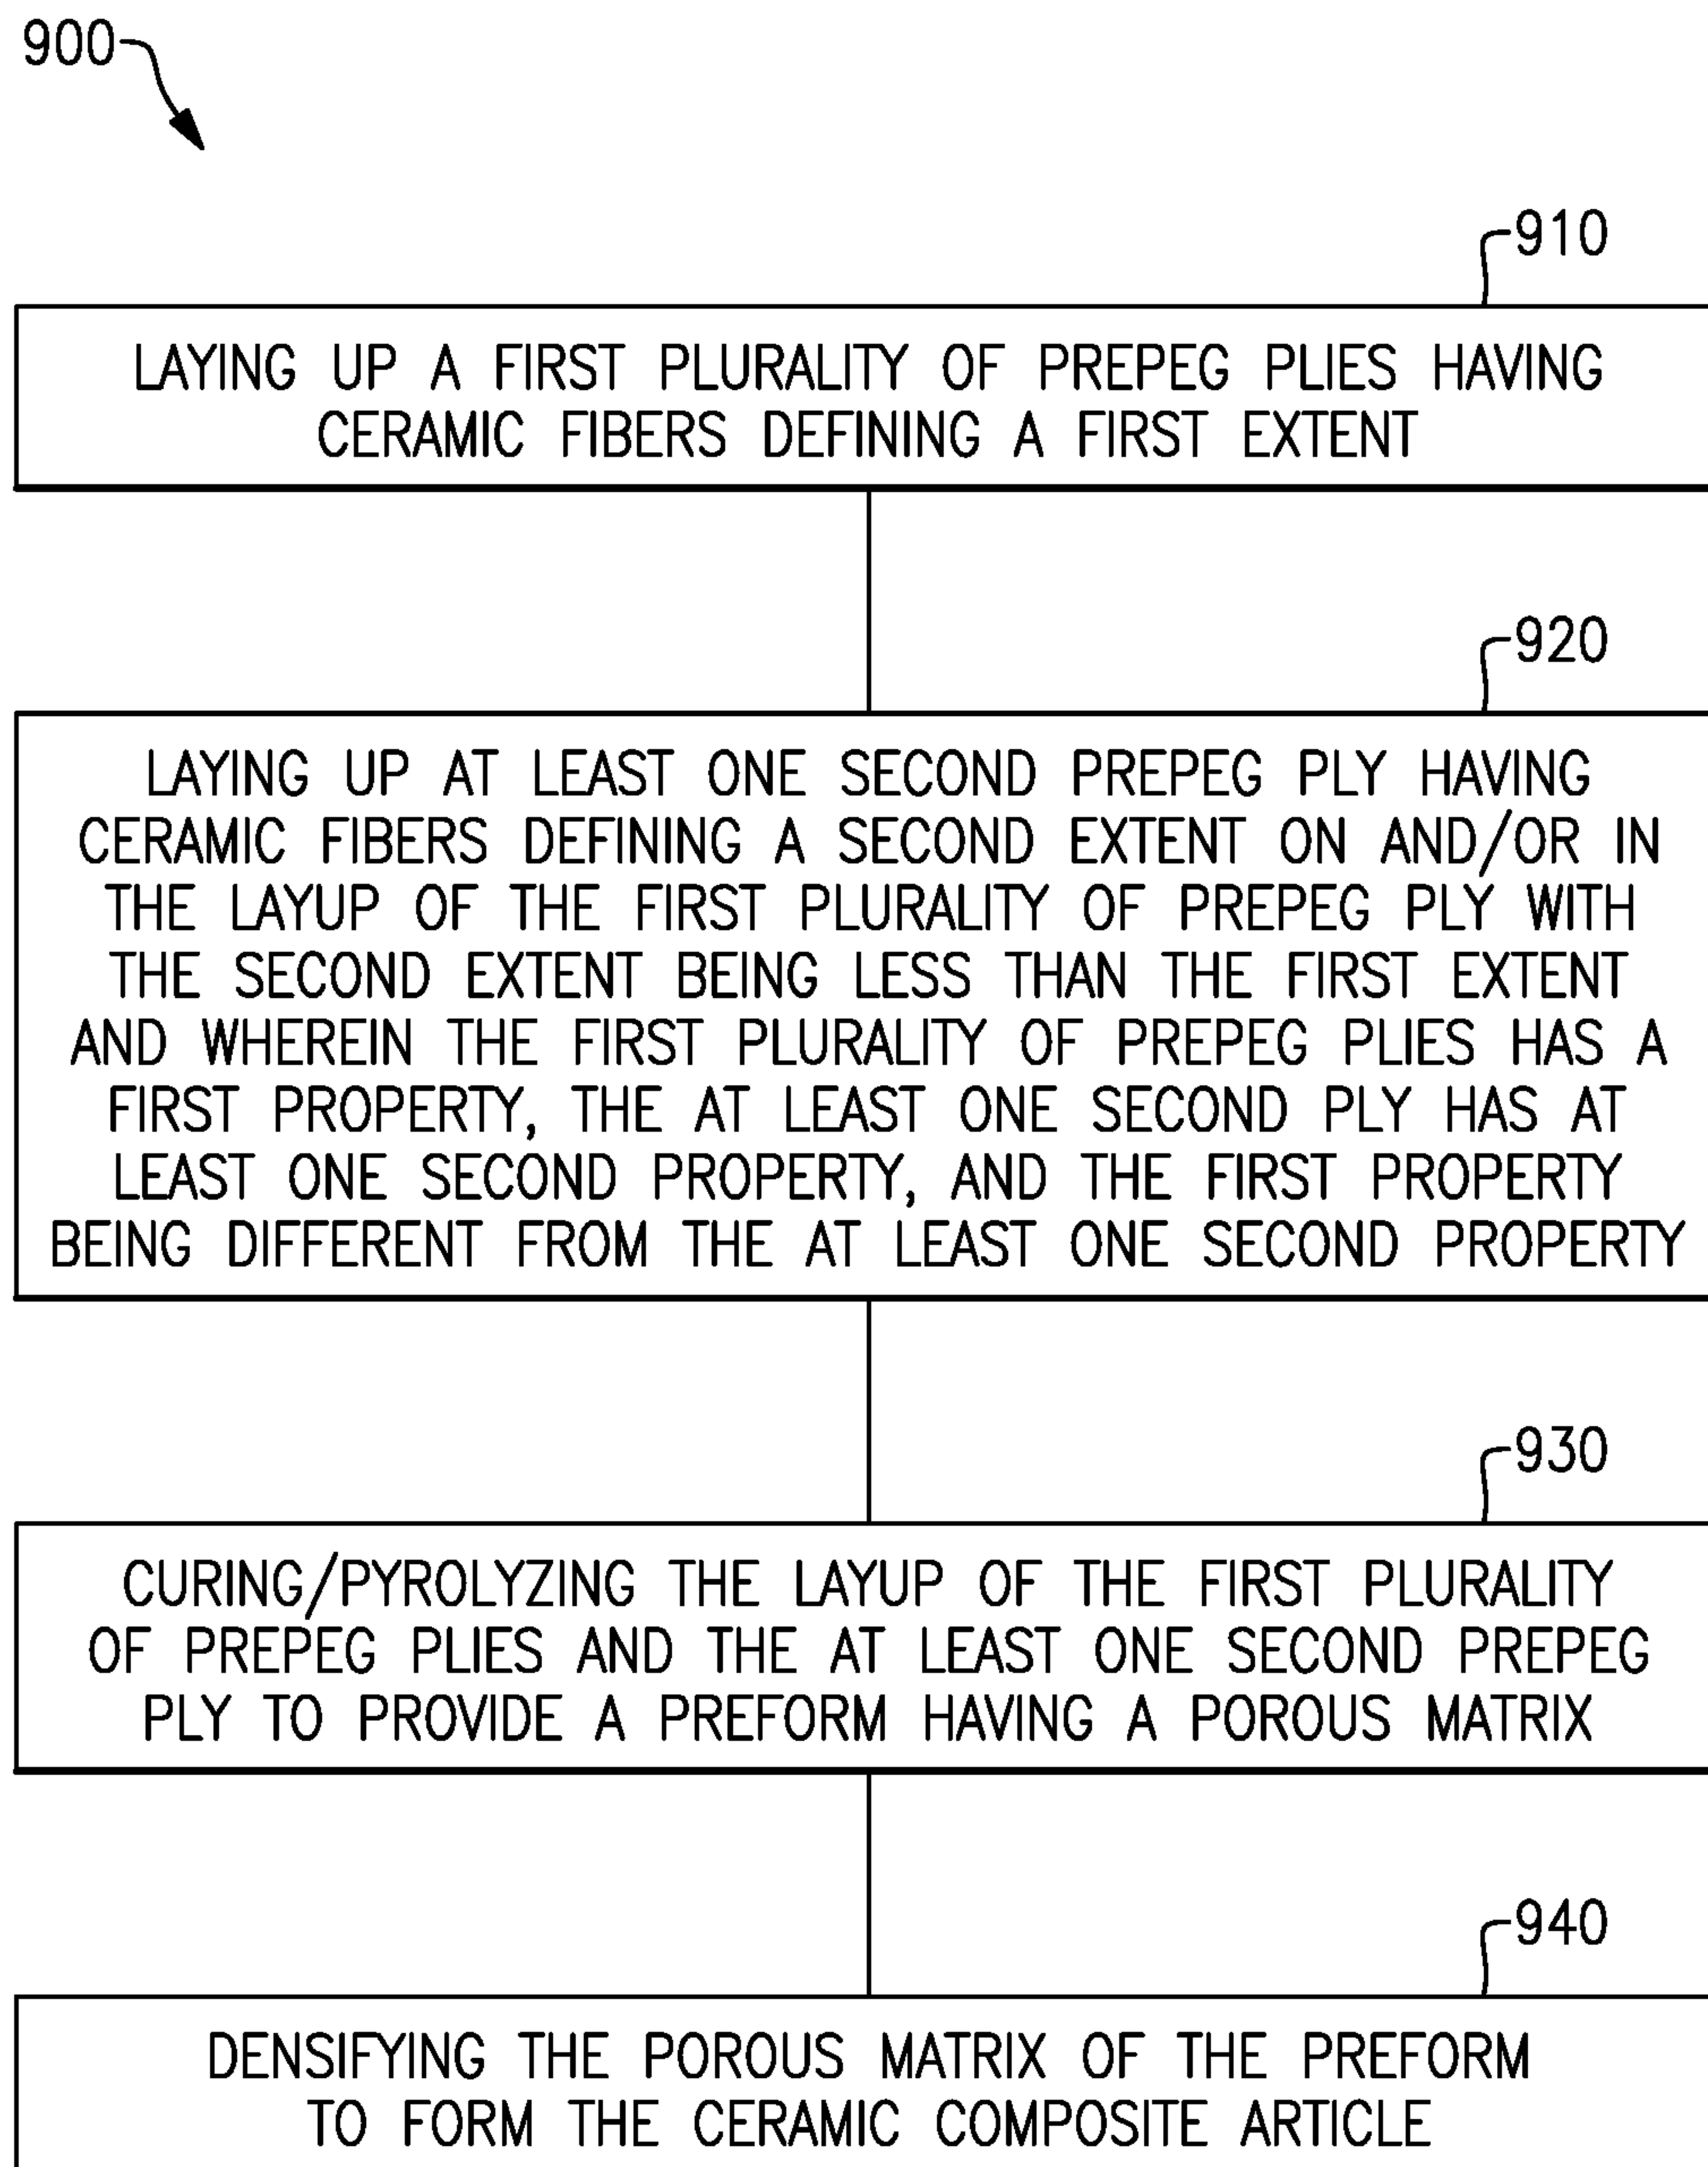 900
910
LAYING UP A FIRST PLURALITY OF PREPEG PLIES HAVING
CERAMIC FIBERS DEFINING A FIRST EXTENT
920
LAYING UP AT LEAST ONE SECOND PREPEG PLY HAVING
CERAMIC FIBERS DEFINING A SECOND EXTENT ON AND/OR IN
THE LAYUP OF THE FIRST PLURALITY OF PREPEG PLY WITH
THE SECOND EXTENT BEING LESS THAN THE FIRST EXTENT
AND WHEREIN THE FIRST PLURALITY OF PREPEG PLIES HAS A
FIRST PROPERTY, THE AT LEAST ONE SECOND PLY HAS AT
LEAST ONE SECOND PROPERTY, AND THE FIRST PROPERTY
BEING DIFFERENT FROM THE AT LEAST ONE SECOND PROPERTY
930
CURING/PYROLYZING THE LAYUP OF THE FIRST PLURALITY
OF PREPEG PLIES AND THE AT LEAST ONE SECOND PREPEG
PLY TO PROVIDE A PREFORM HAVING A POROUS MATRIX
940
DENSIFYING THE POROUS MATRIX OF THE PREFORM
TO FORM THE CERAMIC COMPOSITE ARTICLE